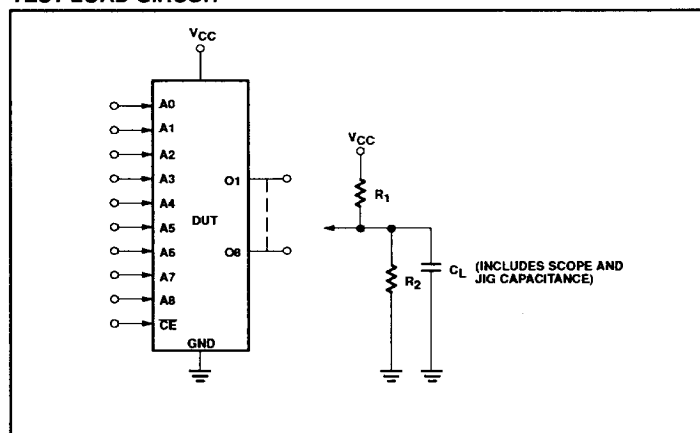 TEST LOAD CIRCUIT
VCC
A0
A1
A2
A3
A4
A5
A6
A7
A8
CE
O1
DUT
O8
GND
VCC
R1
R2
CL (INCLUDES SCOPE AND
JIG CAPACITANCE)